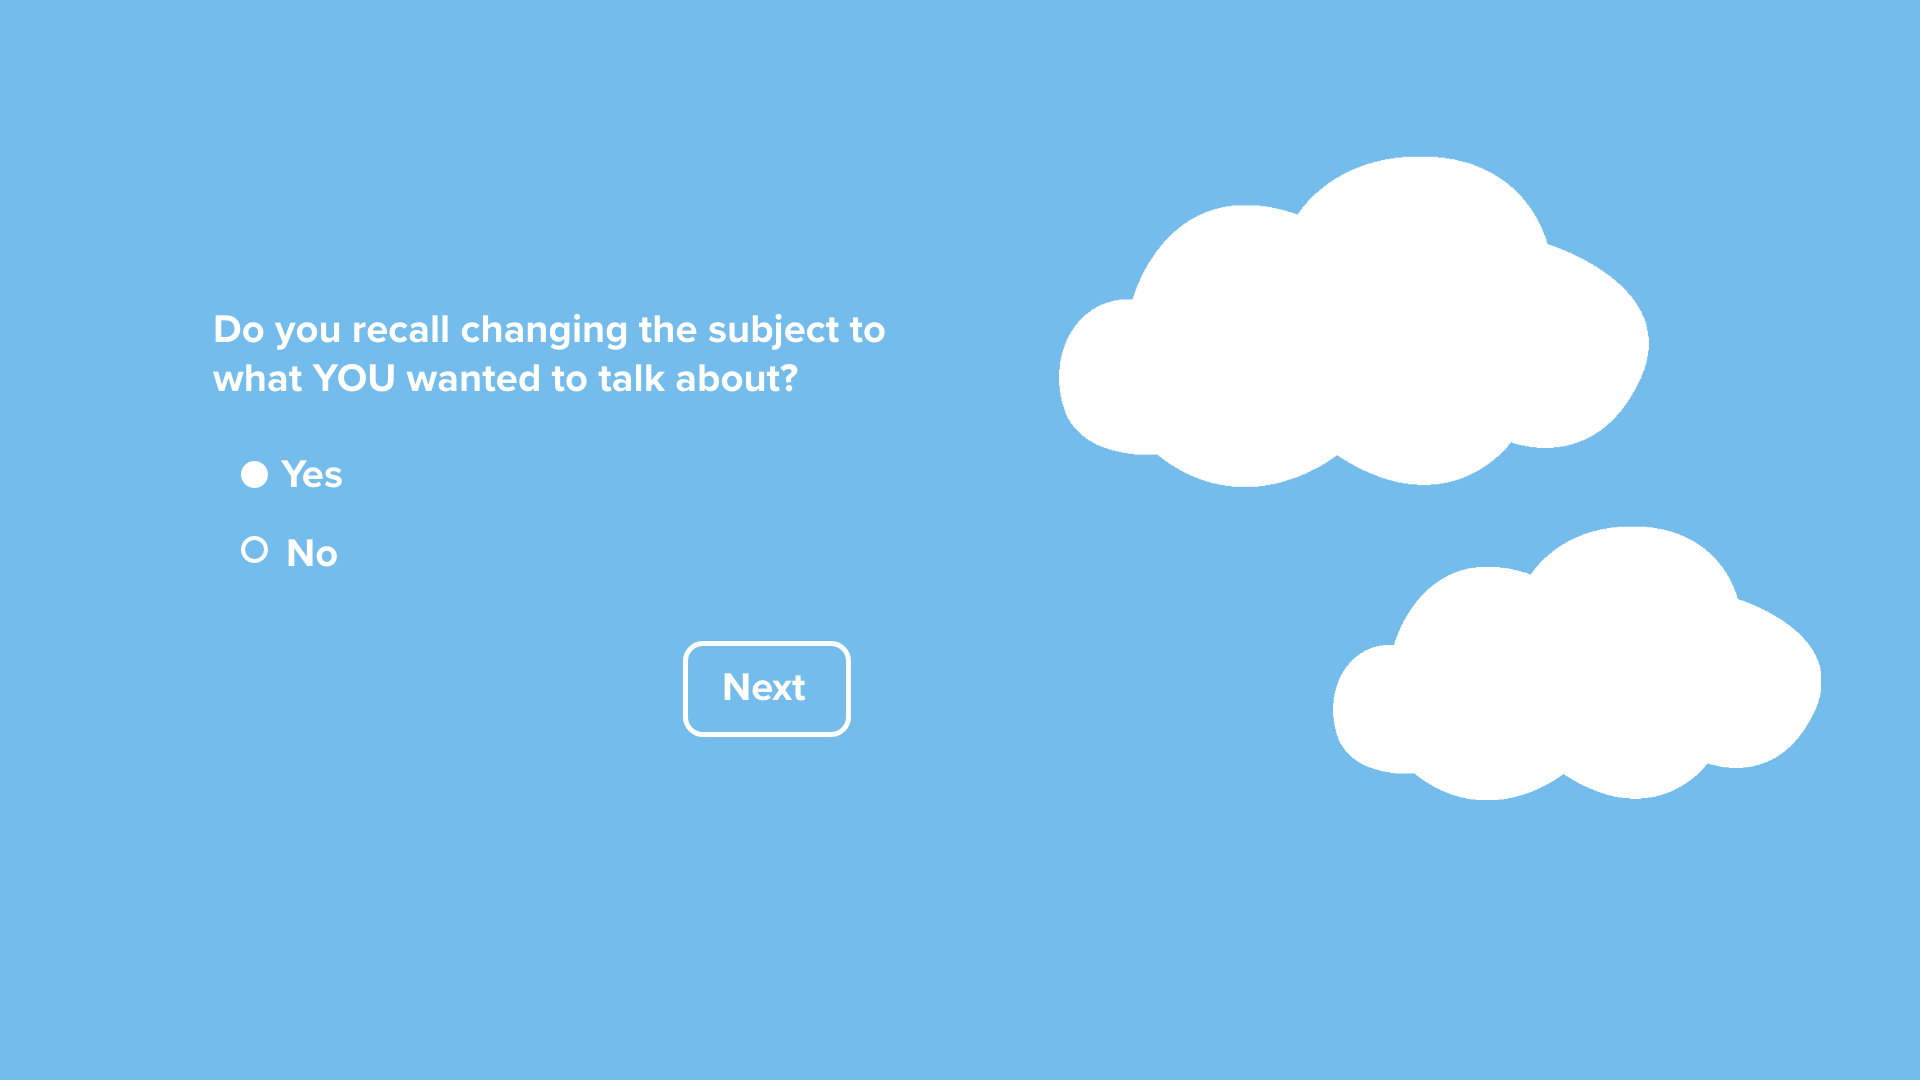 Do you recall changing the subject to
what YOU wanted to talk about?
Yes
No
Next